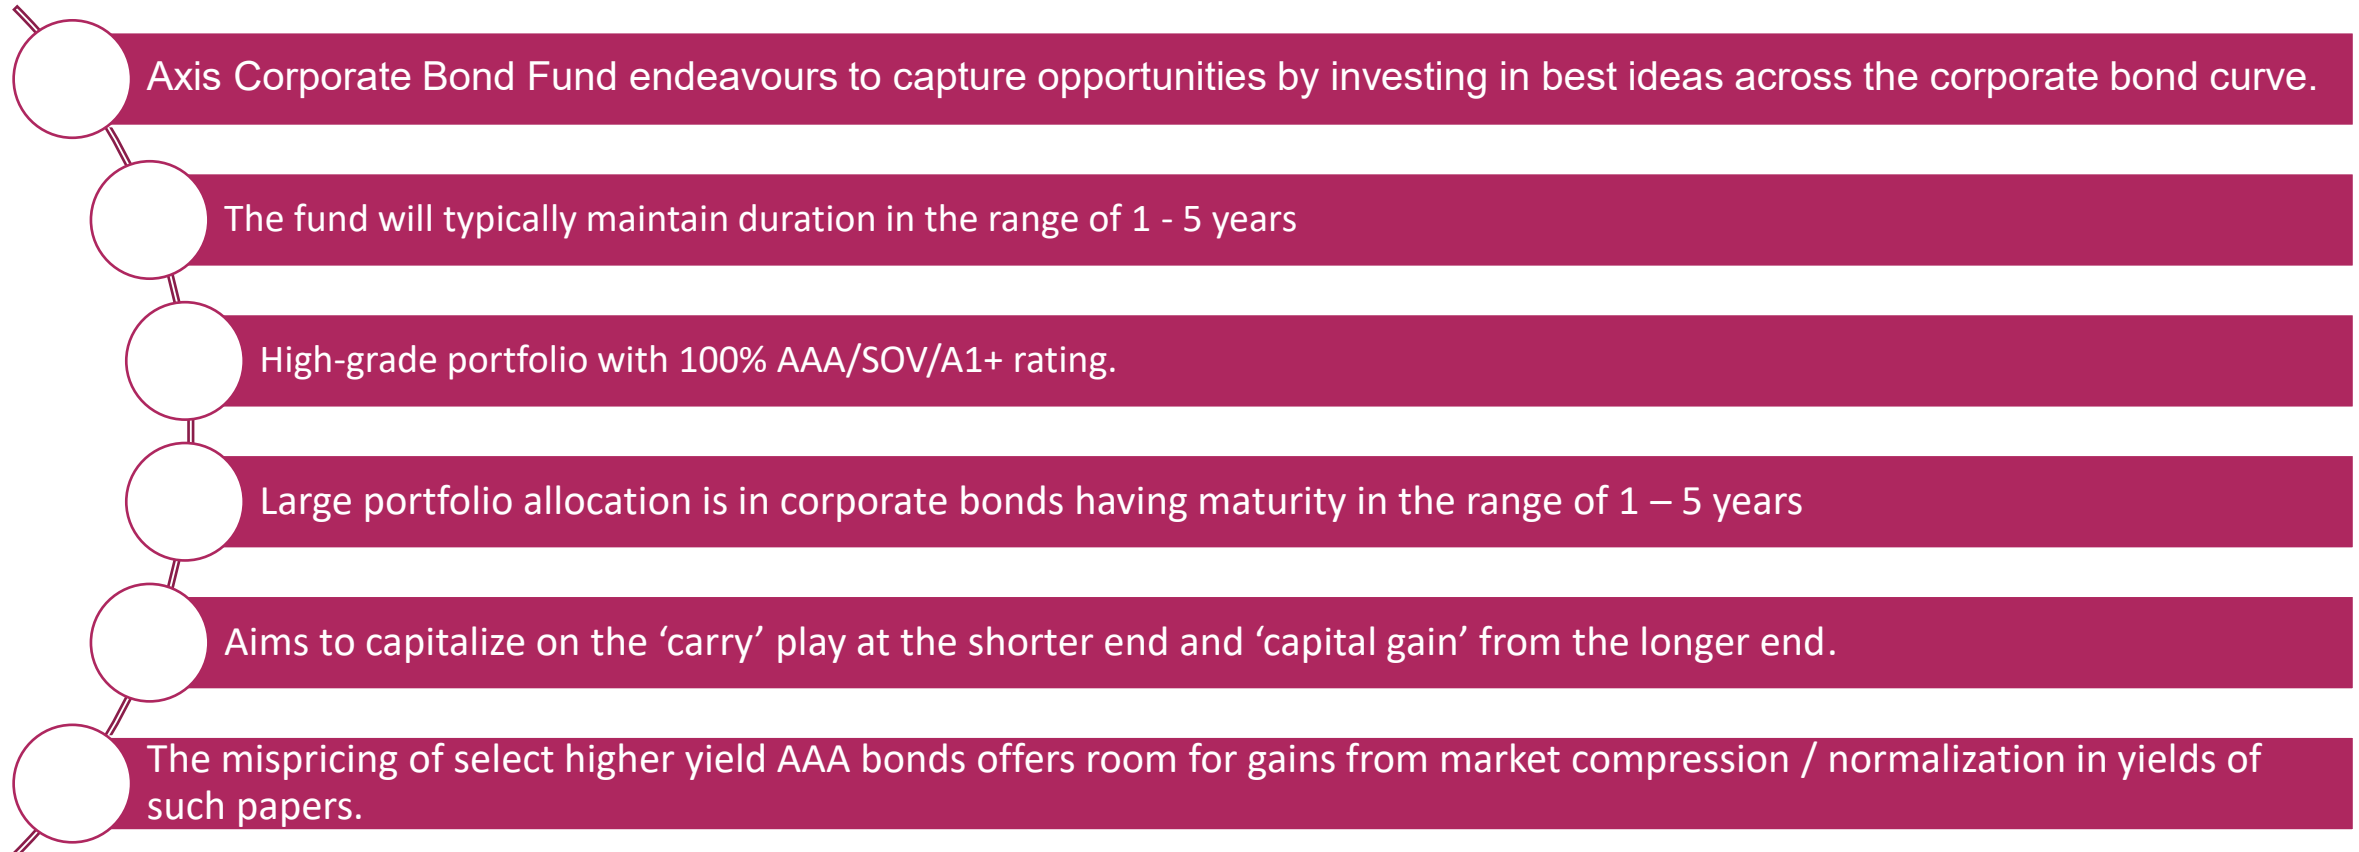 Axis Corporate Bond Fund endeavours to capture opportunities by investing in best ideas across the corporate bond curve.
The fund will typically maintain duration in the range of 1 - 5 years
High-grade portfolio with 100% AAA/SOV/A1+ rating.
Large portfolio allocation is in corporate bonds having maturity in the range of 1 – 5 years
Aims to capitalize on the ‘carry’ play at the shorter end and ‘capital gain’ from the longer end.
The mispricing of select higher yield AAA bonds offers room for gains from market compression / normalization in yields of
such papers.